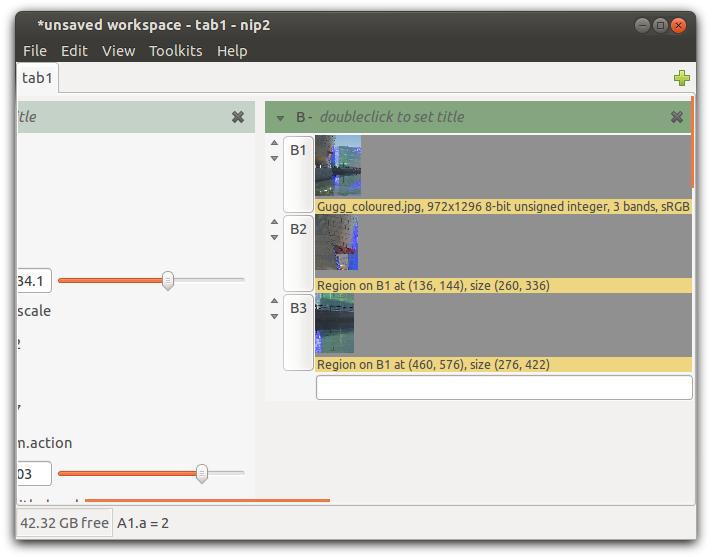 *unsaved workspace - tab1 - nip2
File Edit View Toolkits Help
tab1
B - doubleclick to set title
B1
Gugg_coloured.jpg, 972x1296 8-bit unsigned integer, 3 bands, sRGB
B2
Region on B1 at (136, 144), size (260, 336)
34.1
scale
B3
Region on B1 at (460, 576), size (276, 422)
m.action
03
42.32 GB free A1.a = 2